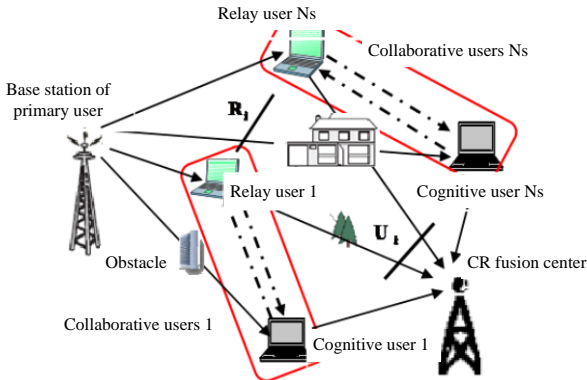 Relay user Ns
Collaborative users Ns
Base station of
primary user
R i
Relay user 1
Cognitive user Ns
U i
Obstacle
CR fusion center
Collaborative users 1
Cognitive user 1